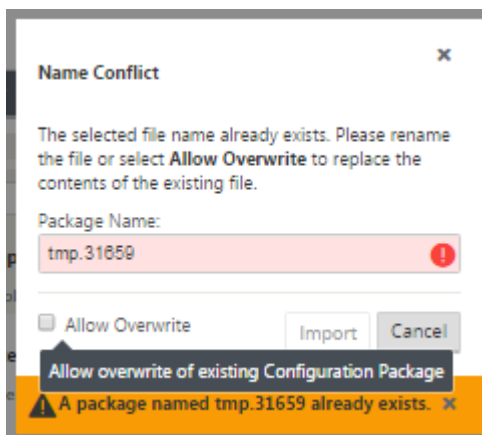 Name Conflict
The selected file name already exists. Please rename
the file or select Allow Overwrite to replace the
contents of the existing file.
Package Name:
tmp.31659
Allow Overwrite
Import
Cancel
Allow overwrite of existing Configuration Package
A package named tmp.31659 already exists.